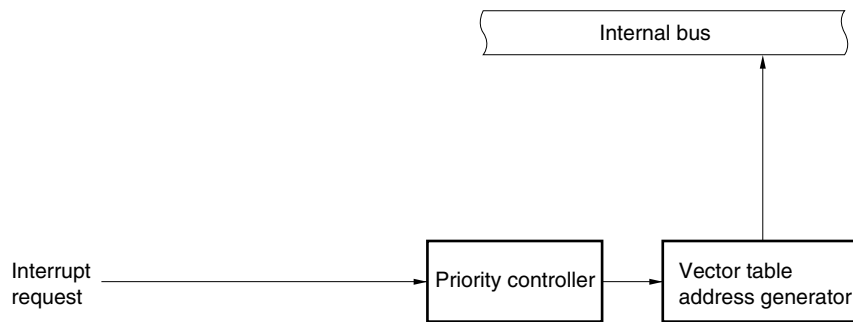 Internal bus
Interrupt
request
Priority controller
Vector table
address generator